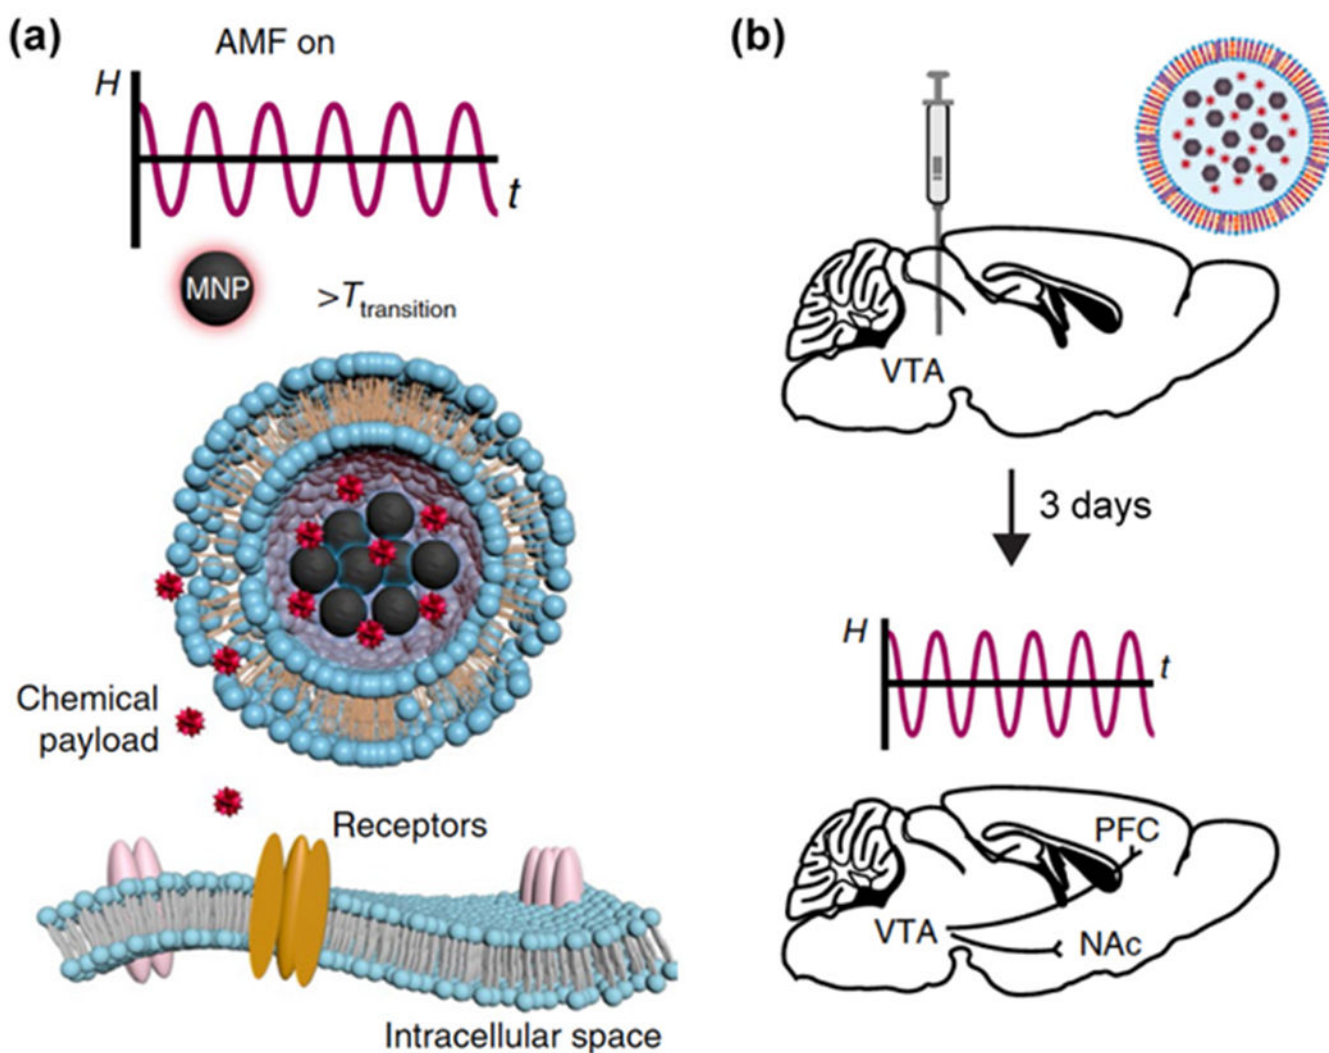 (a)
AMF on
H
t
MNP
>Ttransition
Chemical
payload
Receptors
Intracellular space
(b)
VTA
3 days
H
t
PFC
VTA
NAc